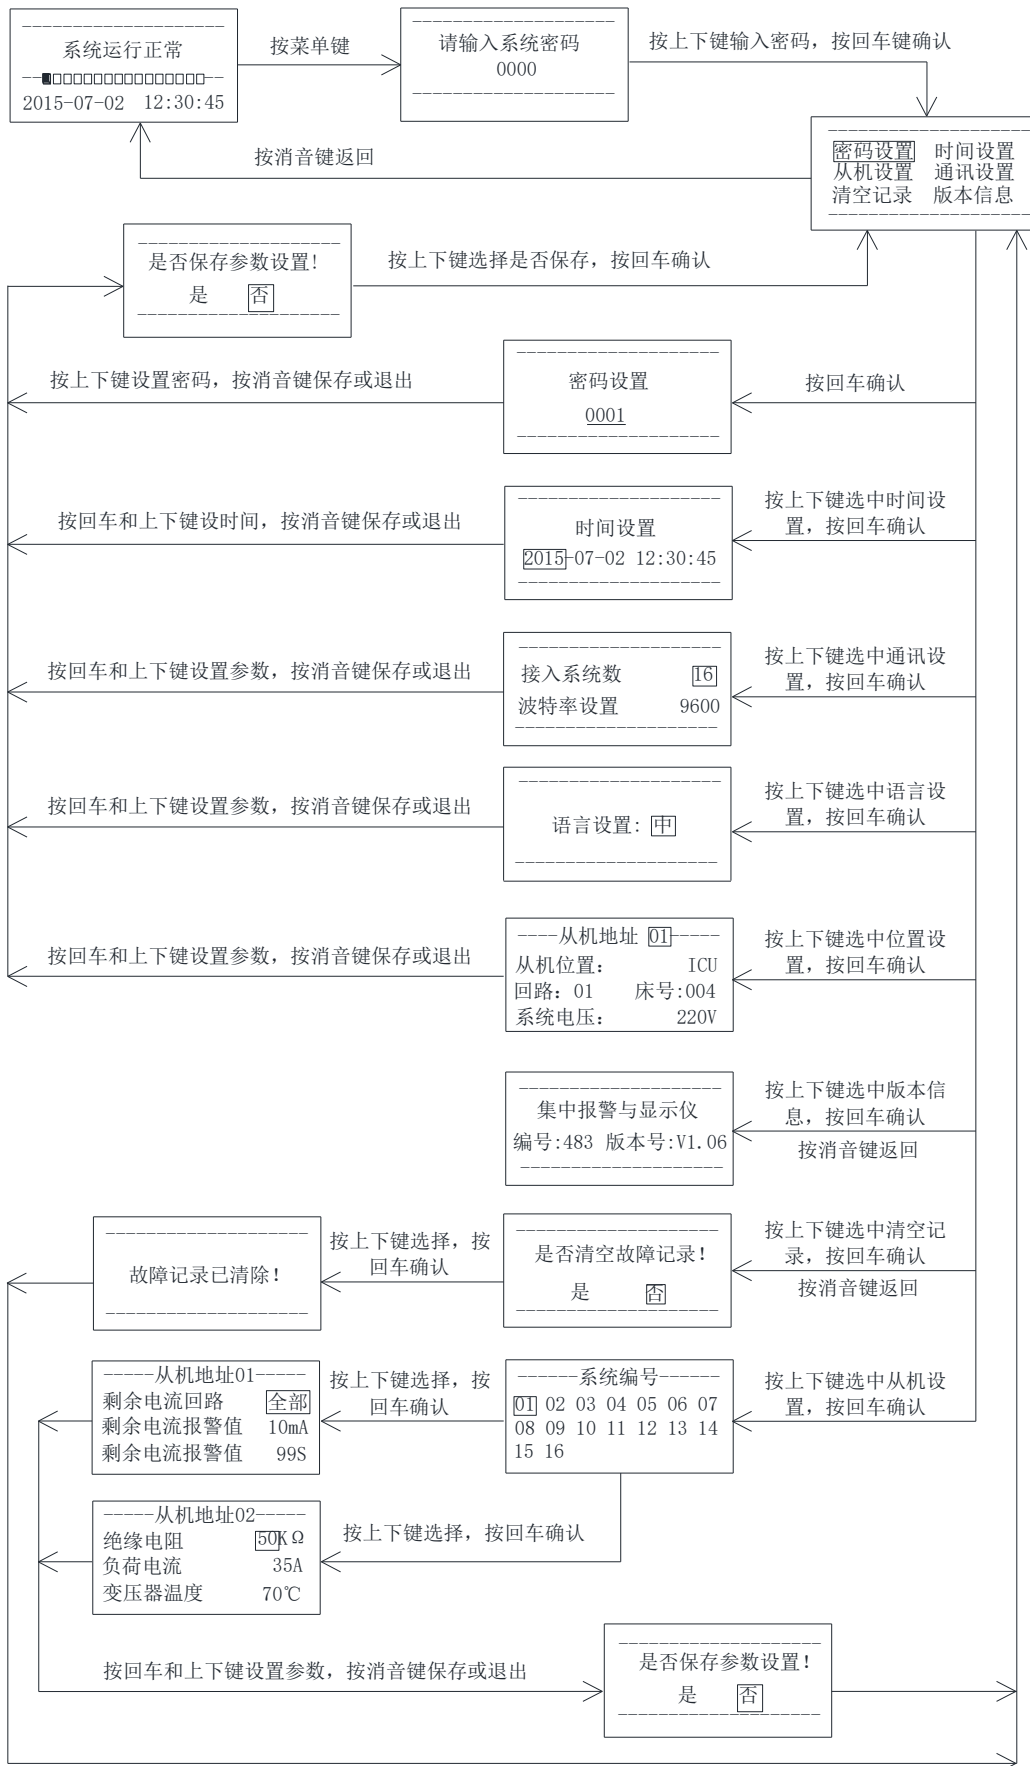 系统运行正常
2015-07-02 12:30:45
按菜单键
请输入系统密码
0000
按上下键输入密码，按回车键确认
密码设置 时间设置
从机设置 通讯设置
清空记录 版本信息
按消音键返回
是否保存参数设置!
是 否
按上下键选择是否保存，按回车确认
按上下键设置密码，按消音键保存或退出
密码设置
0001
按回车确认
按回车和上下键设时间，按消音键保存或退出
时间设置
2015-07-02 12:30:45
按上下键选中时间设
置，按回车确认
按回车和上下键设置参数，按消音键保存或退出
接入系统数 16
波特率设置 9600
按上下键选中通讯设
置，按回车确认
按回车和上下键设置参数，按消音键保存或退出
语言设置: 中
按上下键选中语言设
置，按回车确认
按回车和上下键设置参数，按消音键保存或退出
----从机地址 01-----
从机位置： ICU
回路：01 床号:004
系统电压： 220V
按上下键选中位置设
置，按回车确认
集中报警与显示仪
编号:483 版本号:V1.06
按上下键选中版本信
息，按回车确认
按消音键返回
故障记录已清除！
按上下键选择，按
回车确认
是否清空故障记录！
是 否
按上下键选中清空记
录，按回车确认
按消音键返回
-----从机地址01-----
剩余电流回路 全部
剩余电流报警值 10mA
剩余电流报警值 99S
按上下键选择，按
回车确认
------系统编号------
01 02 03 04 05 06 07
08 09 10 11 12 13 14
15 16
按上下键选中从机设
置，按回车确认
-----从机地址02-----
绝缘电阻 50KΩ
负荷电流 35A
变压器温度 70℃
按上下键选择，按回车确认
按回车和上下键设置参数，按消音键保存或退出
是否保存参数设置！
是 否